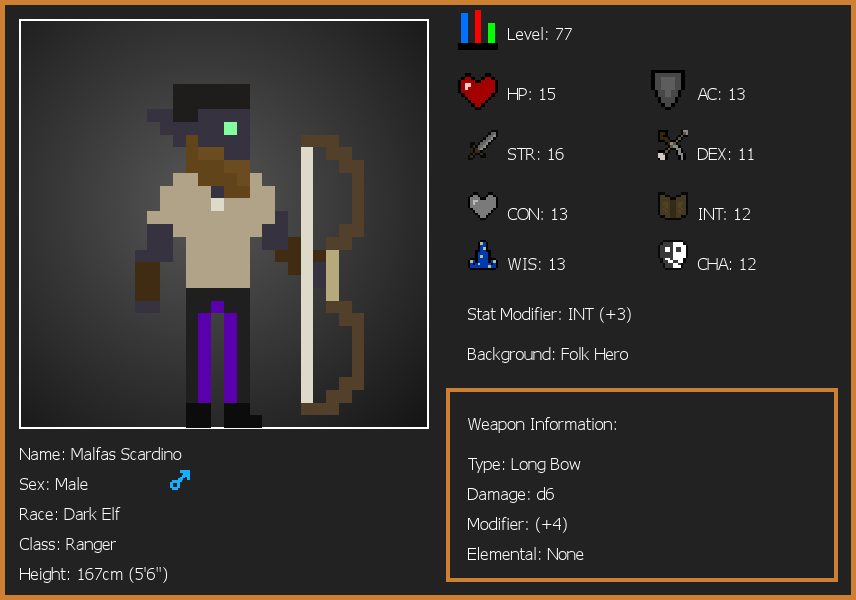 Level: 77
HP: 15
AC: 13
STR: 16
DEX: 11
CON: 13
INT: 12
WIS: 13
CHA: 12
Stat Modifier: INT (+3)
Background: Folk Hero
Weapon Information:
Type: Long Bow
Damage: d6
Modifier: (+4)
Elemental: None
Name: Malfas Scardino
Sex: Male
Race: Dark Elf
Class: Ranger
Height: 167cm (5'6")